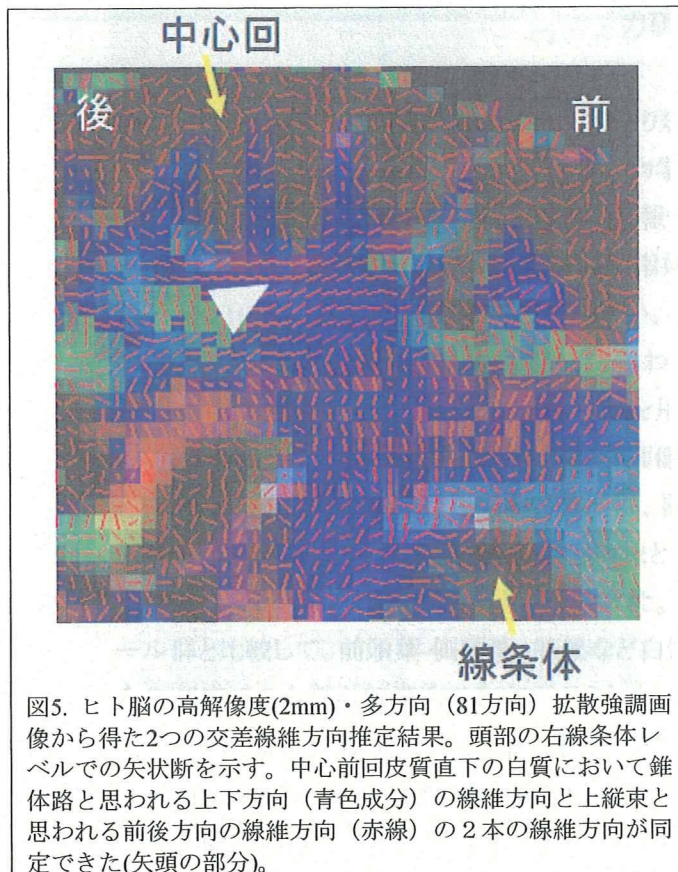 中心回
後
前
線条体
図5. ヒト脳の高解像度(2mm)・多方向（81方向）拡散強調画
像から得た2つの交差線維方向推定結果。頭部の右線条体レ
ベルでの矢状断を示す。中心前回皮質直下の白質において錐
体路と思われる上下方向（青色成分）の線維方向と上縦束と
思われる前後方向の線維方向（赤線）の２本の線維方向が同
定できた(矢頭の部分)。